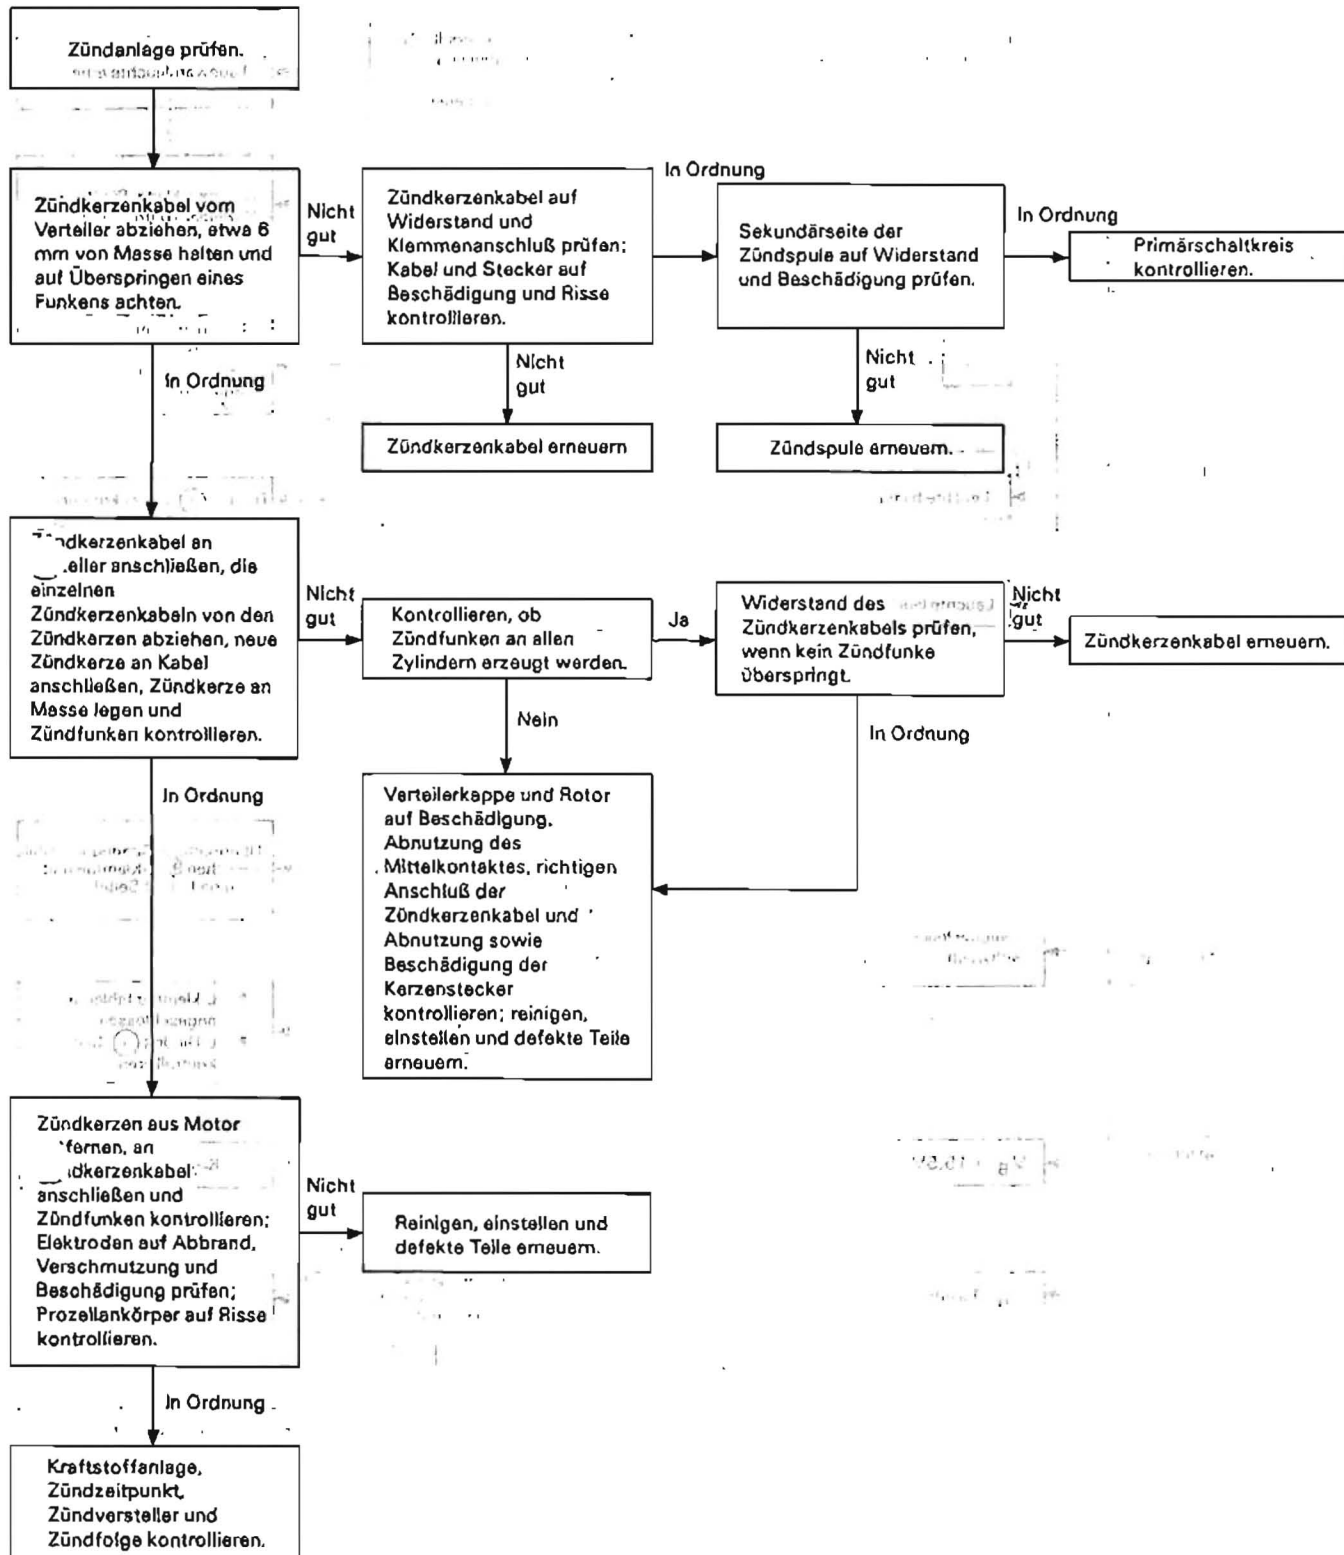 Zündanlage prüfen.
Zündkerzenkabel vom
Verteiler abziehen, etwa 6
mm von Masse halten und
auf Überspringen eines
Funkens achten.
Nicht
gut
Zündkerzenkabel auf
Widerstand und
Klemmenanschluß prüfen;
Kabel und Stecker auf
Beschädigung und Risse
kontrollieren.
In Ordnung
Sekundärseite der
Zündspule auf Widerstand
und Beschädigung prüfen.
In Ordnung
Primärschaltkreis
kontrollieren.
In Ordnung
Nicht
gut
Nicht
gut
Zündkerzenkabel erneuern
Zündspule erneuern.
ndkerzenkabel an
eller anschließen, die
einzelnen
Zündkerzenkabeln von den
Zündkerzen abziehen, neue
Zündkerze an Kabel
anschließen, Zündkerze an
Masse legen und
Zündfunken kontrollieren.
Nicht
gut
Kontrollieren, ob
Zündfunken an allen
Zylindern erzeugt werden.
Ja
Widerstand des
Zündkerzenkabels prüfen,
wenn kein Zündfunke
überspringt.
Nicht
gut
Zündkerzenkabel erneuern.
Nein
In Ordnung
In Ordnung
Verteilerkappe und Rotor
auf Beschädigung,
Abnutzung des
Mittelkontaktes, richtigen
Anschluß der
Zündkerzenkabel und
Abnutzung sowie
Beschädigung der
Kerzenstecker
kontrollieren; reinigen,
einstellen und defekte Teile
erneuern.
Zündkerzen aus Motor
fernen, an
dkerzenkabel
anschließen und
Zündfunken kontrollieren;
Elektroden auf Abbrand,
Verschmutzung und
Beschädigung prüfen;
Prozellankörper auf Risse
kontrollieren.
Nicht
gut
Reinigen, einstellen und
defekte Teile erneuern.
In Ordnung
Kraftstoffanlage,
Zündzeitpunkt,
Zündversteller und
Zündfolge kontrollieren.